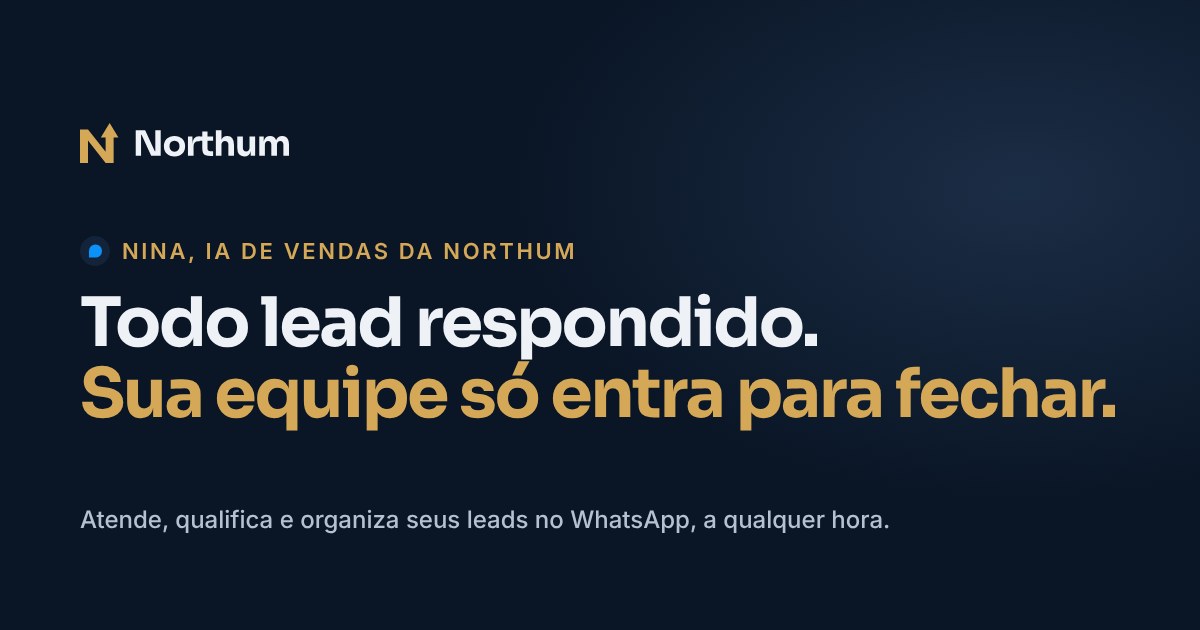 Northum
NINA, IA DE VENDAS DA NORTHUM
Todo lead respondido.
Sua equipe só entra para fechar.
Atende, qualifica e organiza seus leads no WhatsApp, a qualquer hora.